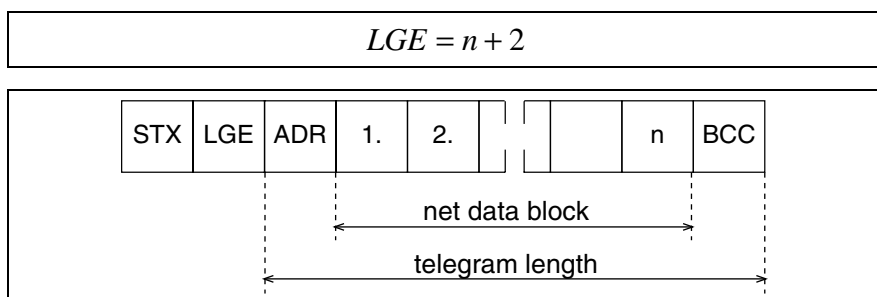 LGE = n + 2
STX LGE ADR 1. 2. n BCC
net data block
telegram length